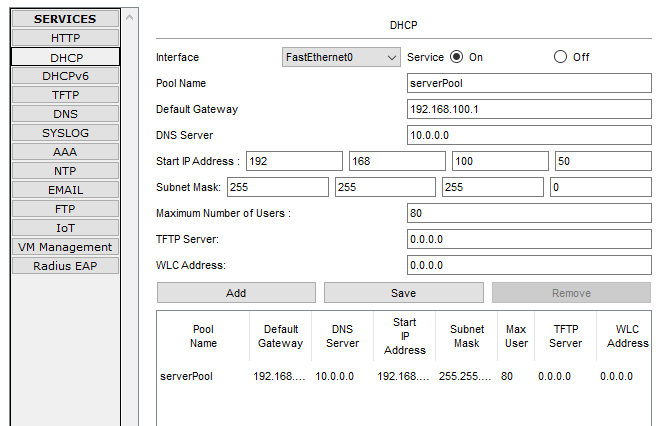 SERVICES
HTTP
DHCP
DHCPv6
TFTP
DNS
SYSLOG
AAA
NTP
EMAIL
FTP
IoT
VM Management
Radius EAP
DHCP
Interface FastEthernet0 Service On Off
Pool Name serverPool
Default Gateway 192.168.100.1
DNS Server 10.0.0.0
Start IP Address : 192 168 100 50
Subnet Mask: 255 255 255 0
Maximum Number of Users : 80
TFTP Server: 0.0.0.0
WLC Address: 0.0.0.0
Add Save Remove
Pool Name Default Gateway DNS Server Start IP Address Subnet Mask Max User TFTP Server WLC Address
serverPool 192.168.... 10.0.0.0 192.168.... 255.255.... 80 0.0.0.0 0.0.0.0